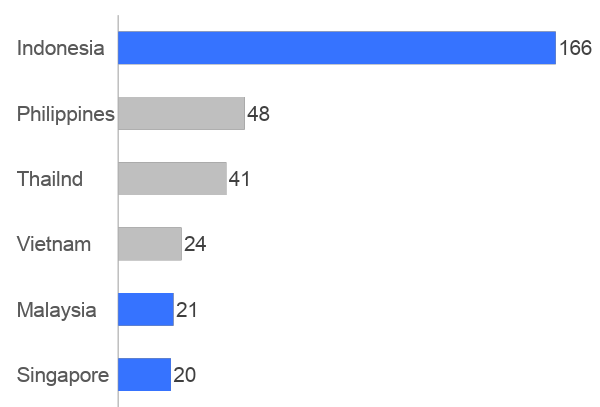 Indonesia 166
Philippines 48
Thailnd 41
Vietnam 24
Malaysia 21
Singapore 20